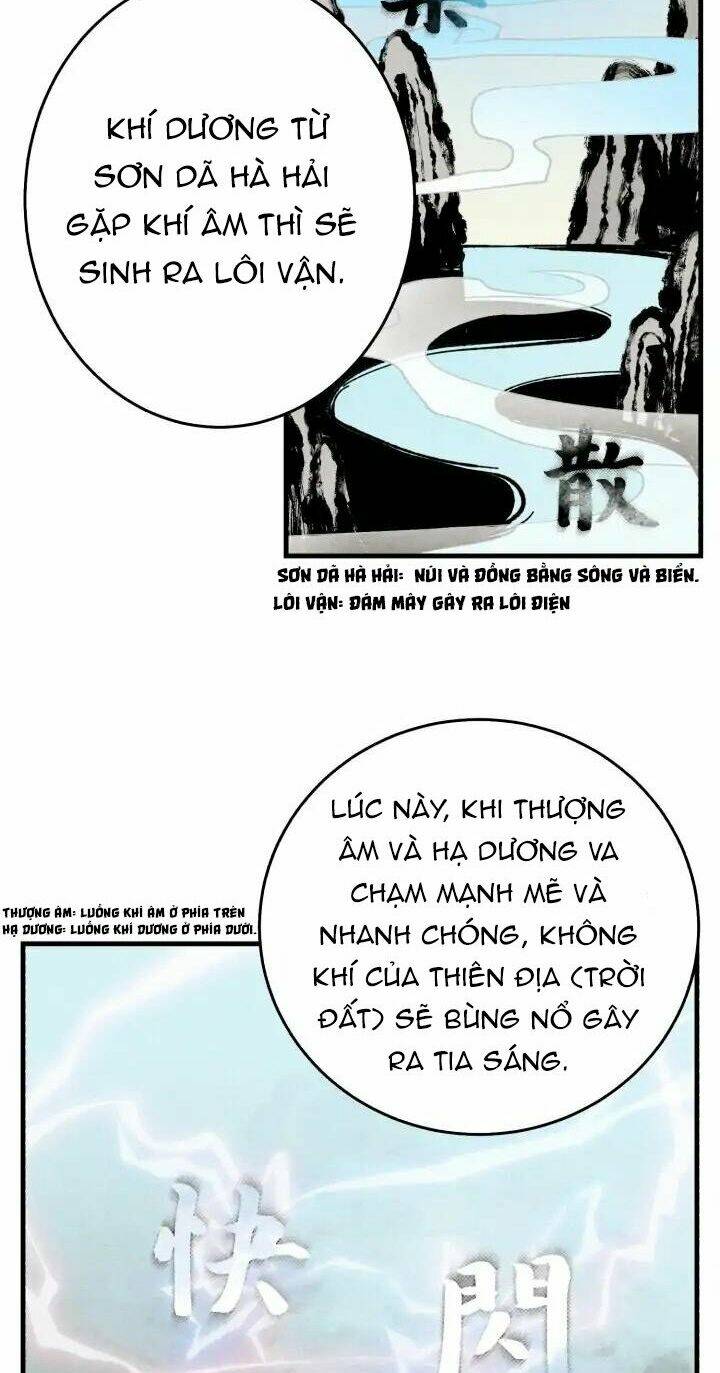 KHÍ DƯƠNG TỪ
SƠN DÃ HÀ HẢI
GẶP KHÍ ÂM THÌ SẼ
SINH RA LÔI VẬN.
散
SƠN DÃ HÀ HẢI: NÚI VÀ ĐỒNG BẰNG SÔNG VÀ BIỂN.
LÔI VẬN: ĐÁM MÂY GÂY RA LÔI ĐIỆN
LÚC NÀY, KHI THƯỢNG
ÂM VÀ HẠ DƯƠNG VA
CHẠM MẠNH MẼ VÀ
NHANH CHÓNG, KHÔNG
KHÍ CỦA THIÊN ĐỊA (TRỜI
ĐẤT) SẼ BÙNG NỔ GÂY
RA TIA SÁNG.
THƯỢNG ÂM: LUỒNG KHÍ ÂM Ở PHÍA TRÊN
HẠ DƯƠNG: LUỒNG KHÍ DƯƠNG Ở PHÍA DƯỚI.
快
閃